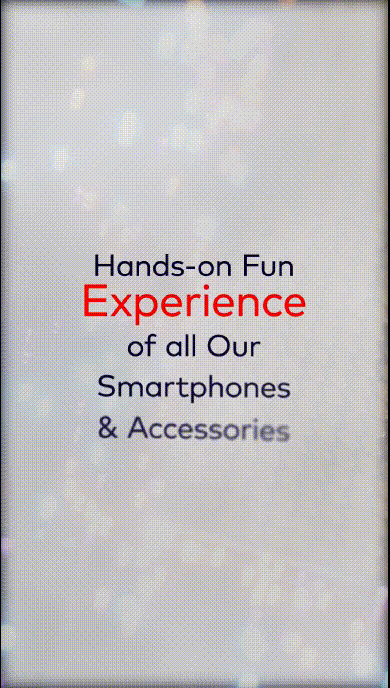 Hands-on Fun
Experience
of all Our
Smartphones
& Accessories